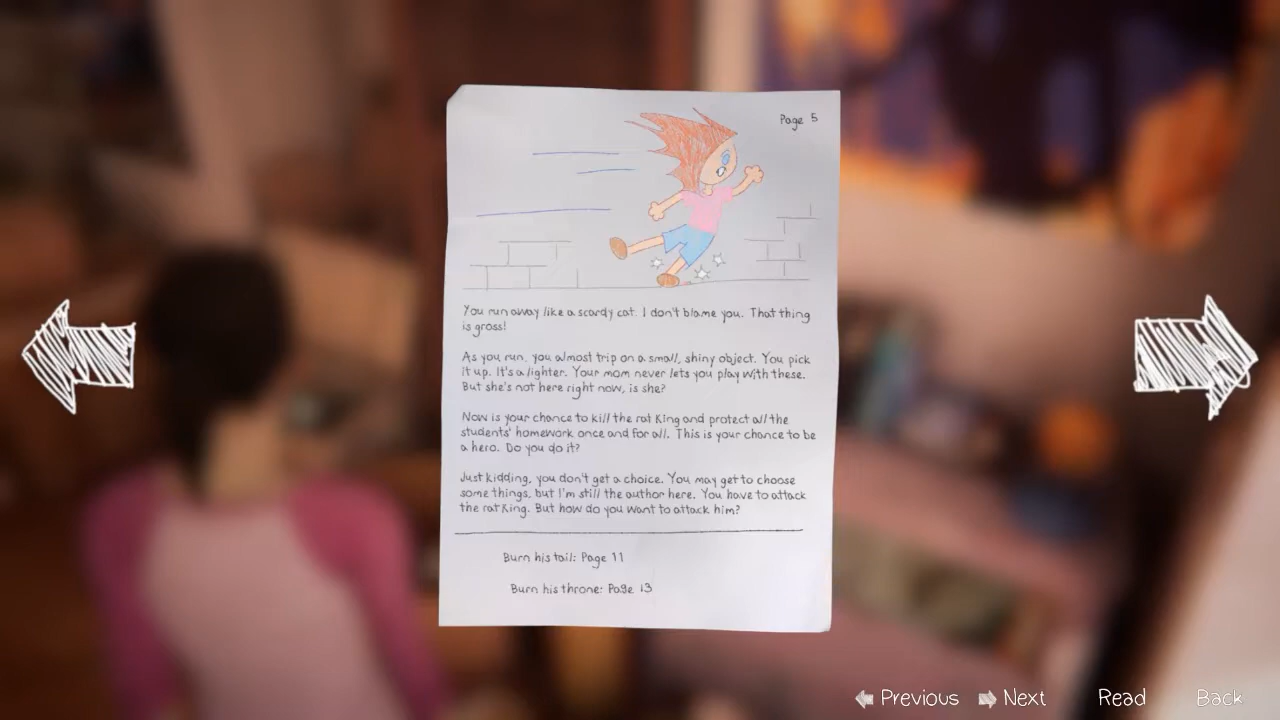 Page 5
You run away like a scardy cat. I don't blame you. That thing
is gross!
As you run, you almost trip on a small, shiny object. You pick
it up. It's a lighter. Your mom never lets you play with these.
But she's not here right now, is she?
Now is your chance to kill the rat King and protect all the
students' homework once and for all. This is your chance to be
a hero. Do you do it?
Just kidding, you don't get a choice. You may get to choose
some things, but I'm still the author here. You have to attack
the rat King. But how do you want to attack him?
Burn his tail: Page 11
Burn his throne: Page 13
Previous Next Read Back